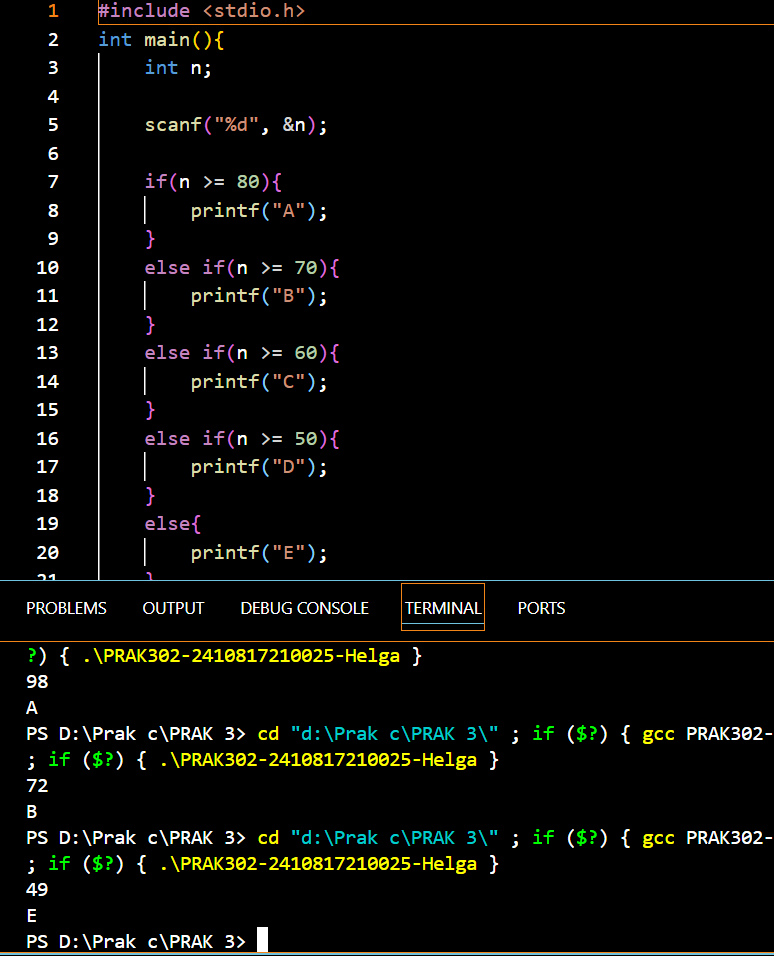 1 #include <stdio.h>
2 int main(){
3     int n;
4
5     scanf("%d", &n);
6
7     if(n >= 80){
8         printf("A");
9     }
10     else if(n >= 70){
11         printf("B");
12     }
13     else if(n >= 60){
14         printf("C");
15     }
16     else if(n >= 50){
17         printf("D");
18     }
19     else{
20         printf("E");
21     }
PROBLEMS OUTPUT DEBUG CONSOLE TERMINAL PORTS
?) { .\PRAK302-2410817210025-Helga }
98
A
PS D:\Prak c\PRAK 3> cd "d:\Prak c\PRAK 3\" ; if ($?) { gcc PRAK302-
; if ($?) { .\PRAK302-2410817210025-Helga }
72
B
PS D:\Prak c\PRAK 3> cd "d:\Prak c\PRAK 3\" ; if ($?) { gcc PRAK302-
; if ($?) { .\PRAK302-2410817210025-Helga }
49
E
PS D:\Prak c\PRAK 3>